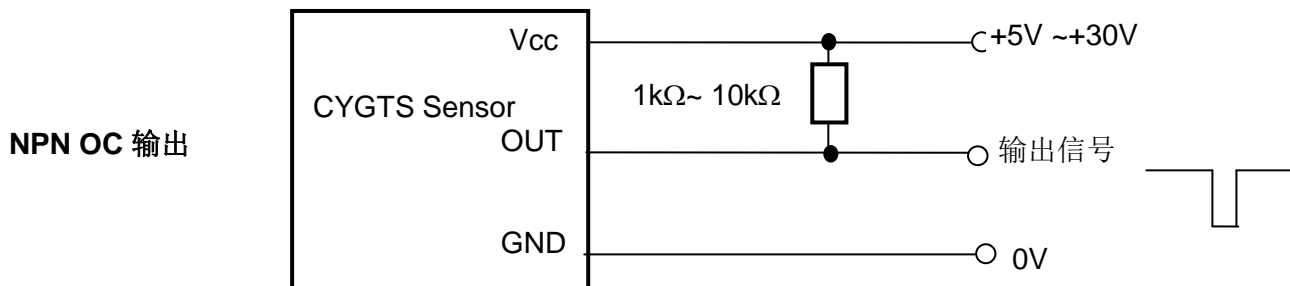 Vcc
+5V ~+30V
1kΩ~ 10kΩ
CYGTS Sensor
NPN OC 输出
OUT
输出信号
GND
0V